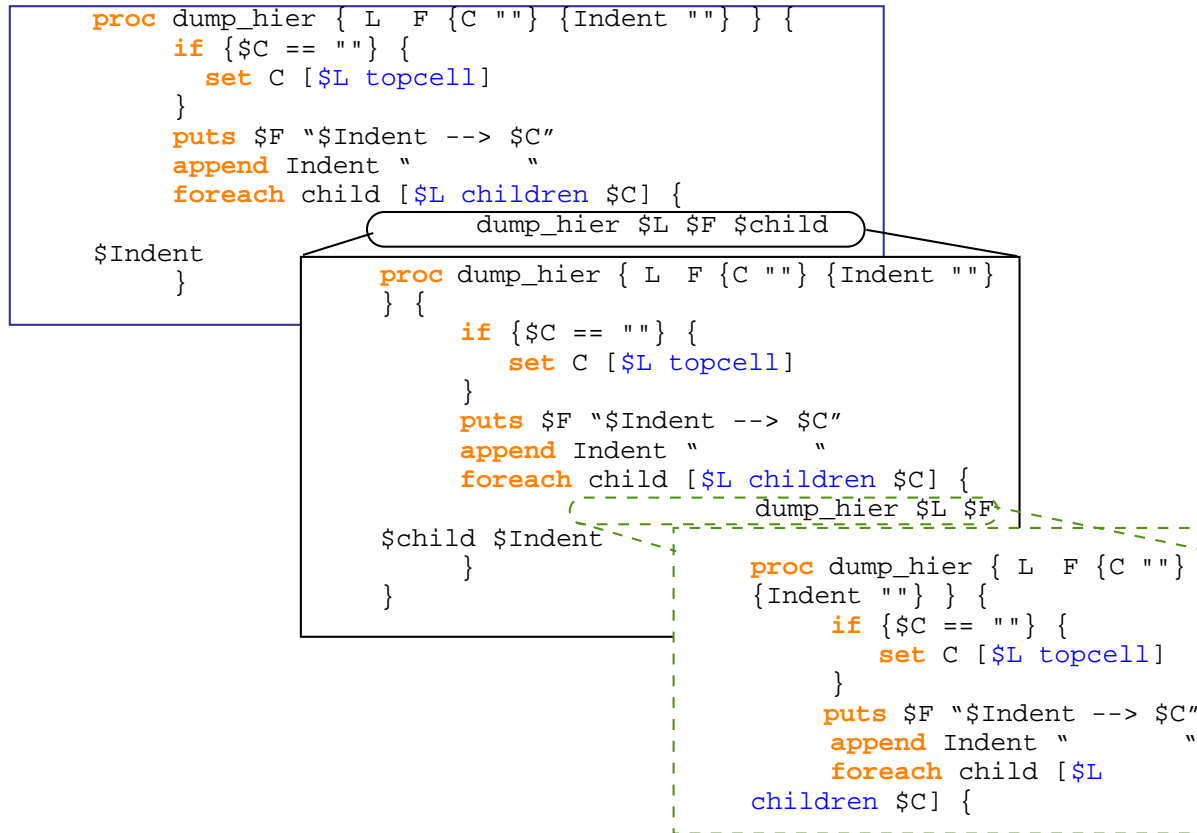 proc dump_hier { L  F {C ""} {Indent ""} } {
if {$C == ""} {
set C [$L topcell]
}
puts $F “$Indent --> $C”
append Indent “        “
foreach child [$L children $C] {
dump_hier $L $F $child
$Indent
}
proc dump_hier { L  F {C ""} {Indent ""}
} {
if {$C == ""} {
set C [$L topcell]
}
puts $F “$Indent --> $C”
append Indent “        “
foreach child [$L children $C] {
dump_hier $L $F
$child $Indent
}
}
proc dump_hier { L  F {C ""}
{Indent ""} } {
if {$C == ""} {
set C [$L topcell]
}
puts $F “$Indent --> $C”
append Indent “        “
foreach child [$L
children $C] {